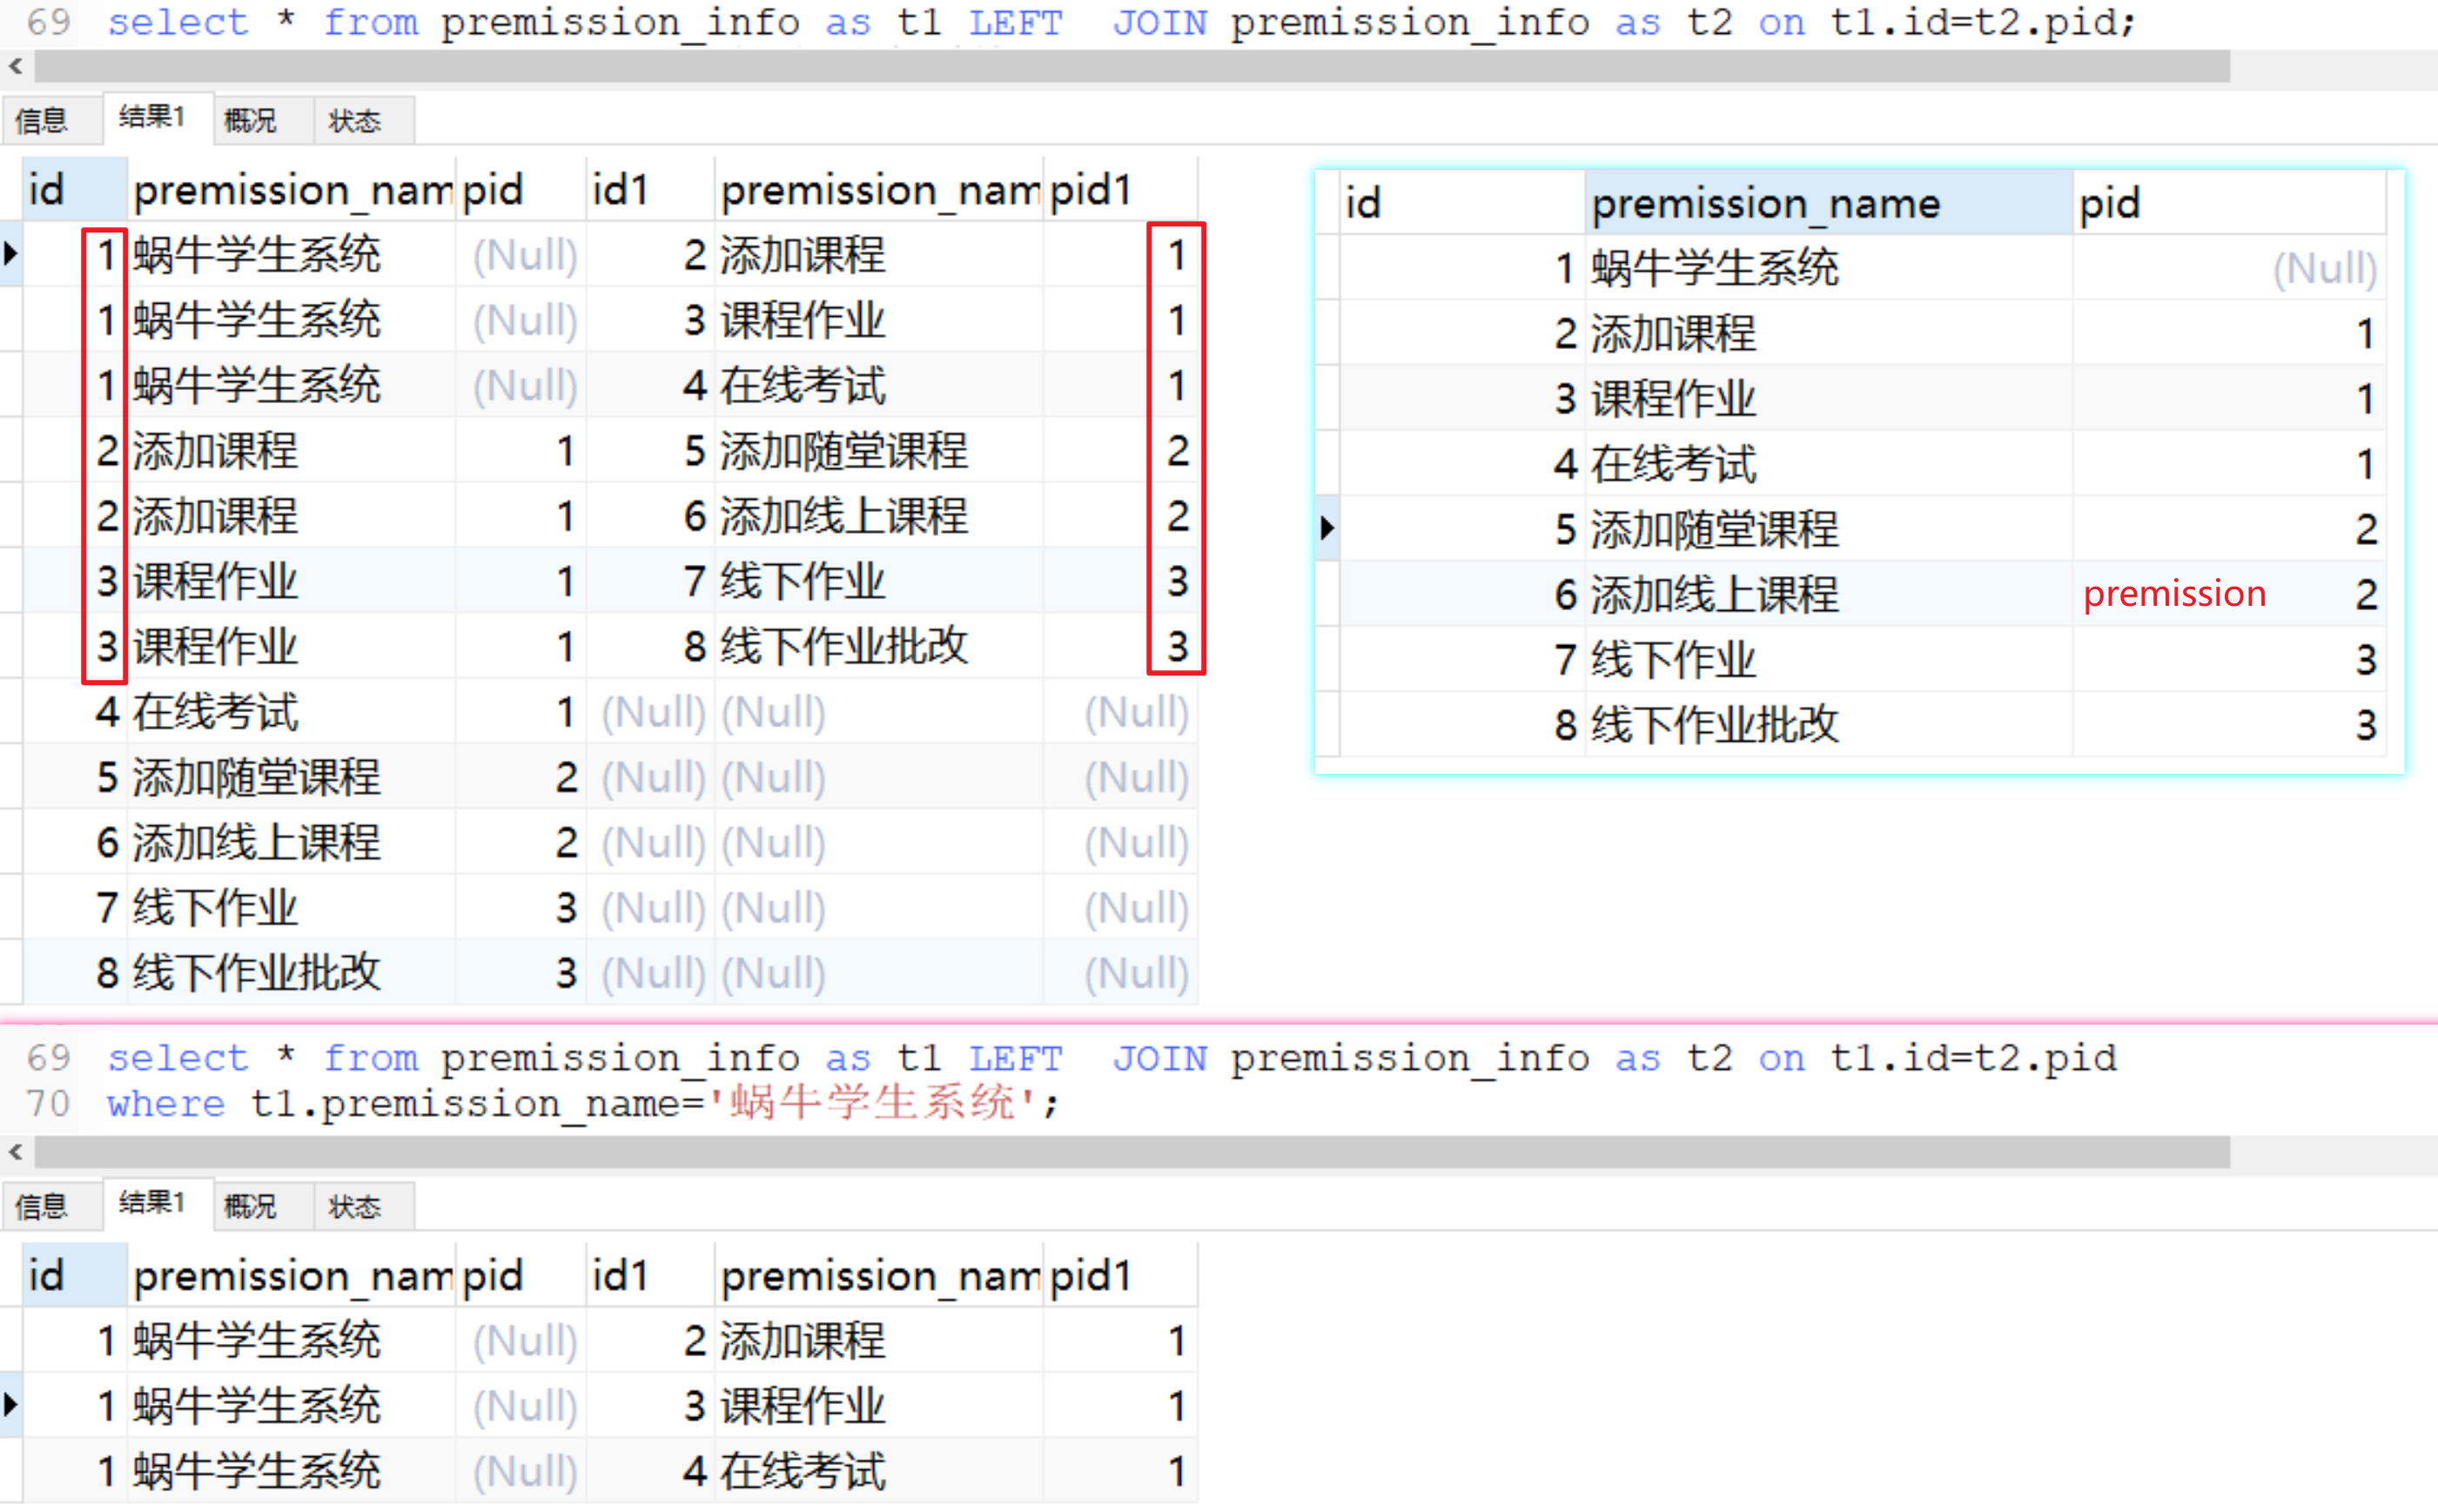 69 select * from premission_info as t1 LEFT  JOIN premission_info as t2 on t1.id=t2.pid;
信息 结果1 概况 状态
id premission_nam pid id1 premission_nam pid1
1 蜗牛学生系统 (Null) 2 添加课程 1
1 蜗牛学生系统 (Null) 3 课程作业 1
1 蜗牛学生系统 (Null) 4 在线考试 1
2 添加课程 1 5 添加随堂课程 2
2 添加课程 1 6 添加线上课程 2
3 课程作业 1 7 线下作业 3
3 课程作业 1 8 线下作业批改 3
4 在线考试 1 (Null) (Null) (Null)
5 添加随堂课程 2 (Null) (Null) (Null)
6 添加线上课程 2 (Null) (Null) (Null)
7 线下作业 3 (Null) (Null) (Null)
8 线下作业批改 3 (Null) (Null) (Null)
id premission_name pid
1 蜗牛学生系统 (Null)
2 添加课程 1
3 课程作业 1
4 在线考试 1
5 添加随堂课程 2
6 添加线上课程 premission 2
7 线下作业 3
8 线下作业批改 3
69 select * from premission_info as t1 LEFT  JOIN premission_info as t2 on t1.id=t2.pid
70 where t1.premission_name='蜗牛学生系统';
信息 结果1 概况 状态
id premission_nam pid id1 premission_nam pid1
1 蜗牛学生系统 (Null) 2 添加课程 1
1 蜗牛学生系统 (Null) 3 课程作业 1
1 蜗牛学生系统 (Null) 4 在线考试 1